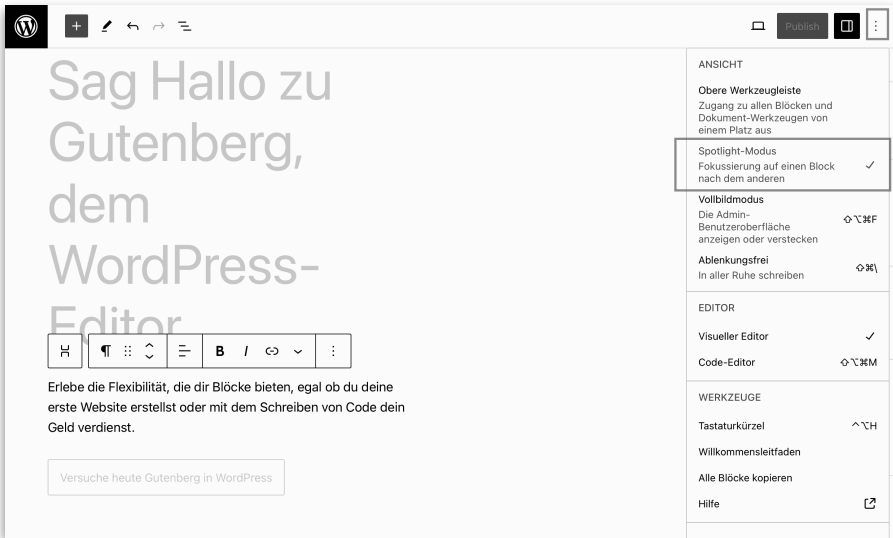 Publish
Sag Hallo zu
Gutenberg,
dem
WordPress-
Editor
B I
Erlebe die Flexibilität, die dir Blöcke bieten, egal ob du deine
erste Website erstellst oder mit dem Schreiben von Code dein
Geld verdienst.
Versuche heute Gutenberg in WordPress
ANSICHT
Obere Werkzeugleiste
Zugang zu allen Blöcken und
Dokument-Werkzeugen von
einem Platz aus
Spotlight-Modus
Fokussierung auf einen Block
nach dem anderen
Vollbildmodus
Die Admin-
Benutzeroberfläche
anzeigen oder verstecken
⇧⌥⌘F
Ablenkungsfrei
In aller Ruhe schreiben
⇧⌘\
EDITOR
Visueller Editor
Code-Editor ⇧⌥⌘M
WERKZEUGE
Tastaturkürzel ^⌥H
Willkommensleitfaden
Alle Blöcke kopieren
Hilfe